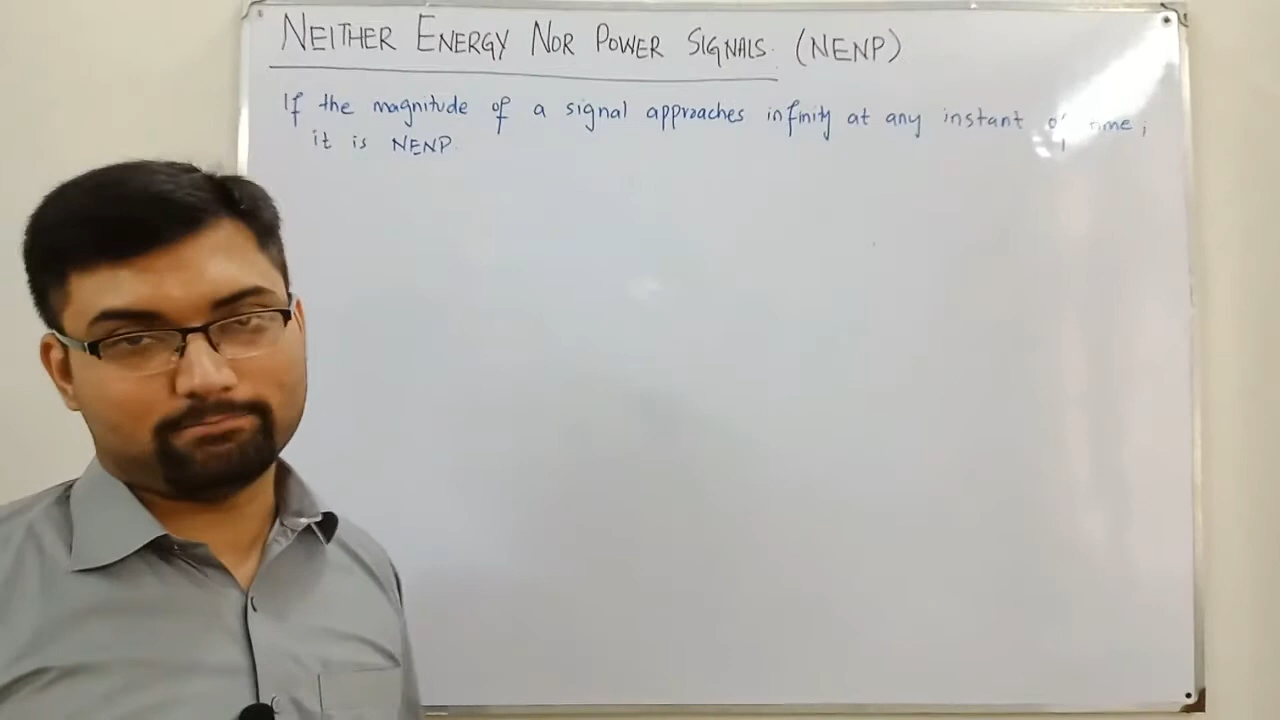 NEITHER ENERGY NOR POWER SIGNALS. (NENP)
If the magnitude of a signal approaches infinity at any instant of time,
it is NENP.